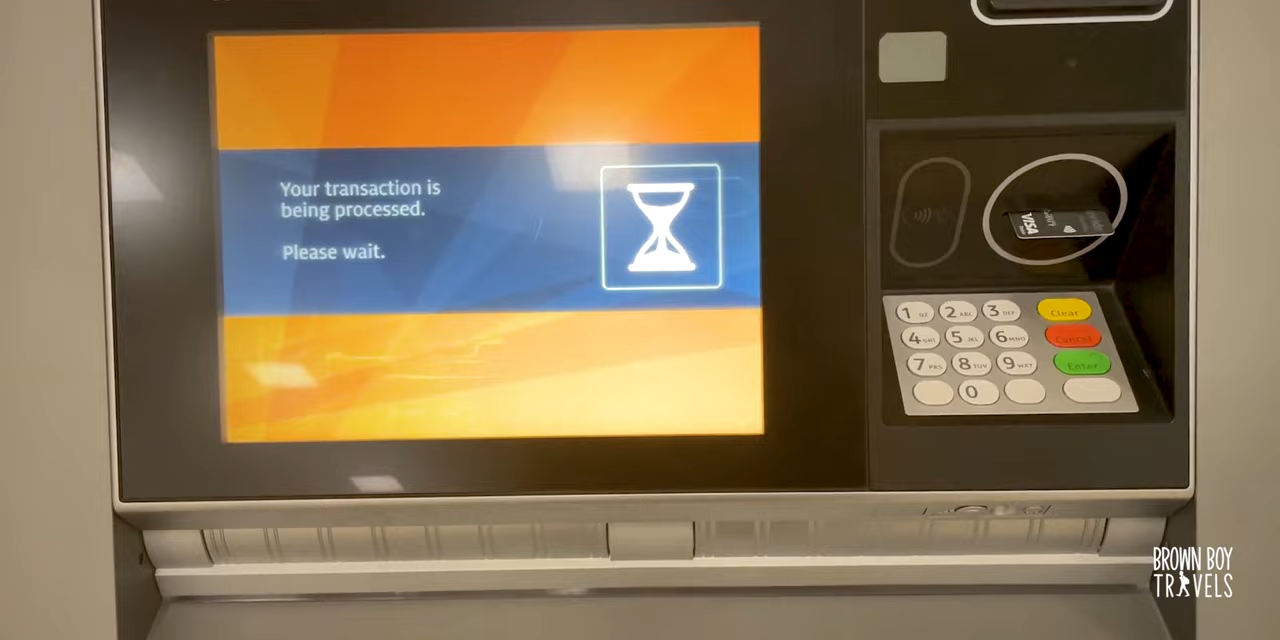 Your transaction is
being processed.
Please wait.
VISA
1 QZ 2 ABC 3 DEF Clear
4 GHI 5 JKL 6 MNO Cancel
7 PRS 8 TUV 9 WXY Enter
0
BROWN BOY
TRAVELS